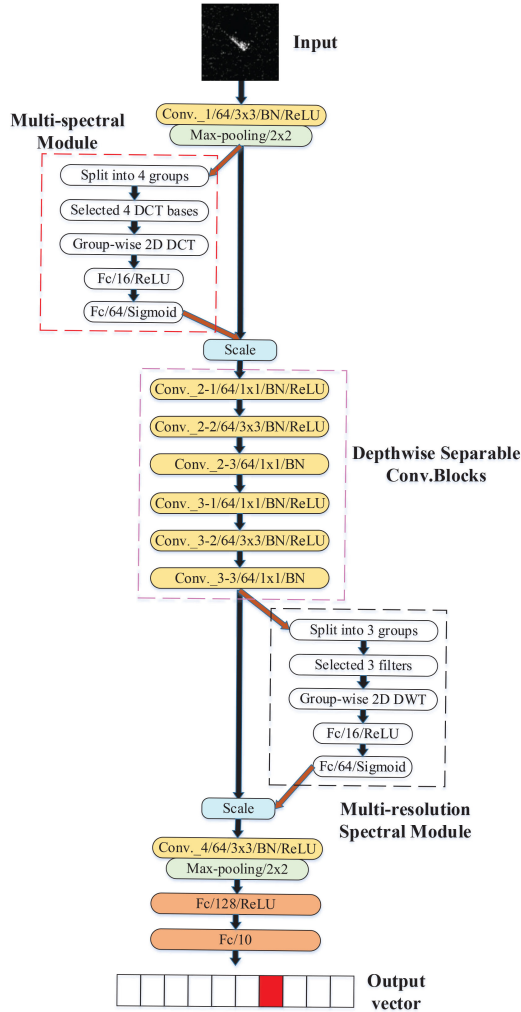 Input
Conv._1/64/3x3/BN/ReLU
Max-pooling/2x2
Multi-spectral
Module
Split into 4 groups
Selected 4 DCT bases
Group-wise 2D DCT
Fc/16/ReLU
Fc/64/Sigmoid
Scale
Conv._2-1/64/1x1/BN/ReLU
Conv._2-2/64/3x3/BN/ReLU
Conv._2-3/64/1x1/BN
Conv._3-1/64/1x1/BN/ReLU
Conv._3-2/64/3x3/BN/ReLU
Conv._3-3/64/1x1/BN
Depthwise Separable
Conv.Blocks
Split into 3 groups
Selected 3 filters
Group-wise 2D DWT
Fc/16/ReLU
Fc/64/Sigmoid
Multi-resolution
Spectral Module
Scale
Conv._4/64/3x3/BN/ReLU
Max-pooling/2x2
Fc/128/ReLU
Fc/10
Output
vector